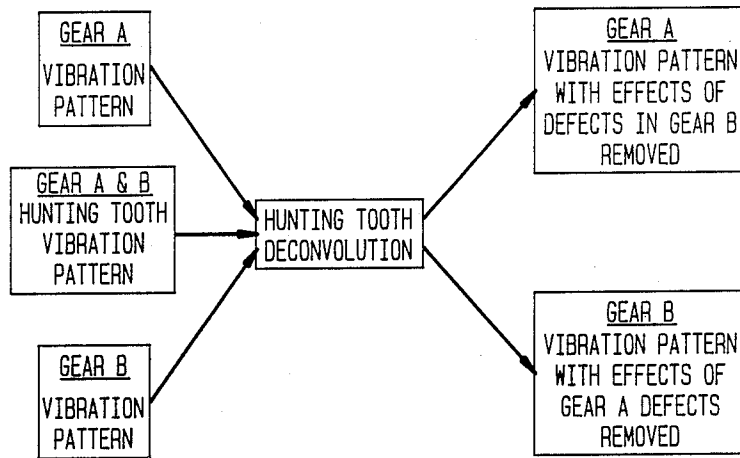 GEAR A
VIBRATION
PATTERN
GEAR A & B
HUNTING TOOTH
VIBRATION
PATTERN
GEAR B
VIBRATION
PATTERN
HUNTING TOOTH
DECONVOLUTION
GEAR A
VIBRATION PATTERN
WITH EFFECTS OF
DEFECTS IN GEAR B
REMOVED
GEAR B
VIBRATION PATTERN
WITH EFFECTS OF
GEAR A DEFECTS
REMOVED